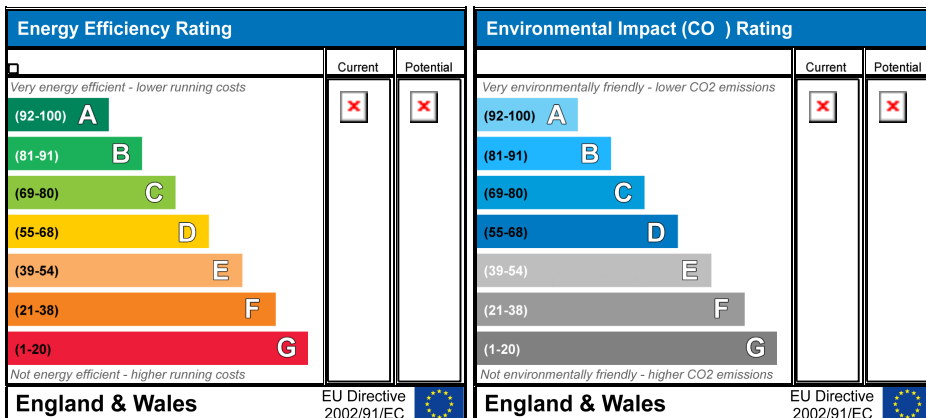 Energy Efficiency Rating
Current Potential
Very energy efficient - lower running costs
(92-100) A
(81-91) B
(69-80) C
(55-68) D
(39-54) E
(21-38) F
(1-20) G
Not energy efficient - higher running costs
England & Wales
EU Directive
2002/91/EC
Environmental Impact (CO ) Rating
Current Potential
Very environmentally friendly - lower CO2 emissions
(92-100) A
(81-91) B
(69-80) C
(55-68) D
(39-54) E
(21-38) F
(1-20) G
Not environmentally friendly - higher CO2 emissions
England & Wales
EU Directive
2002/91/EC